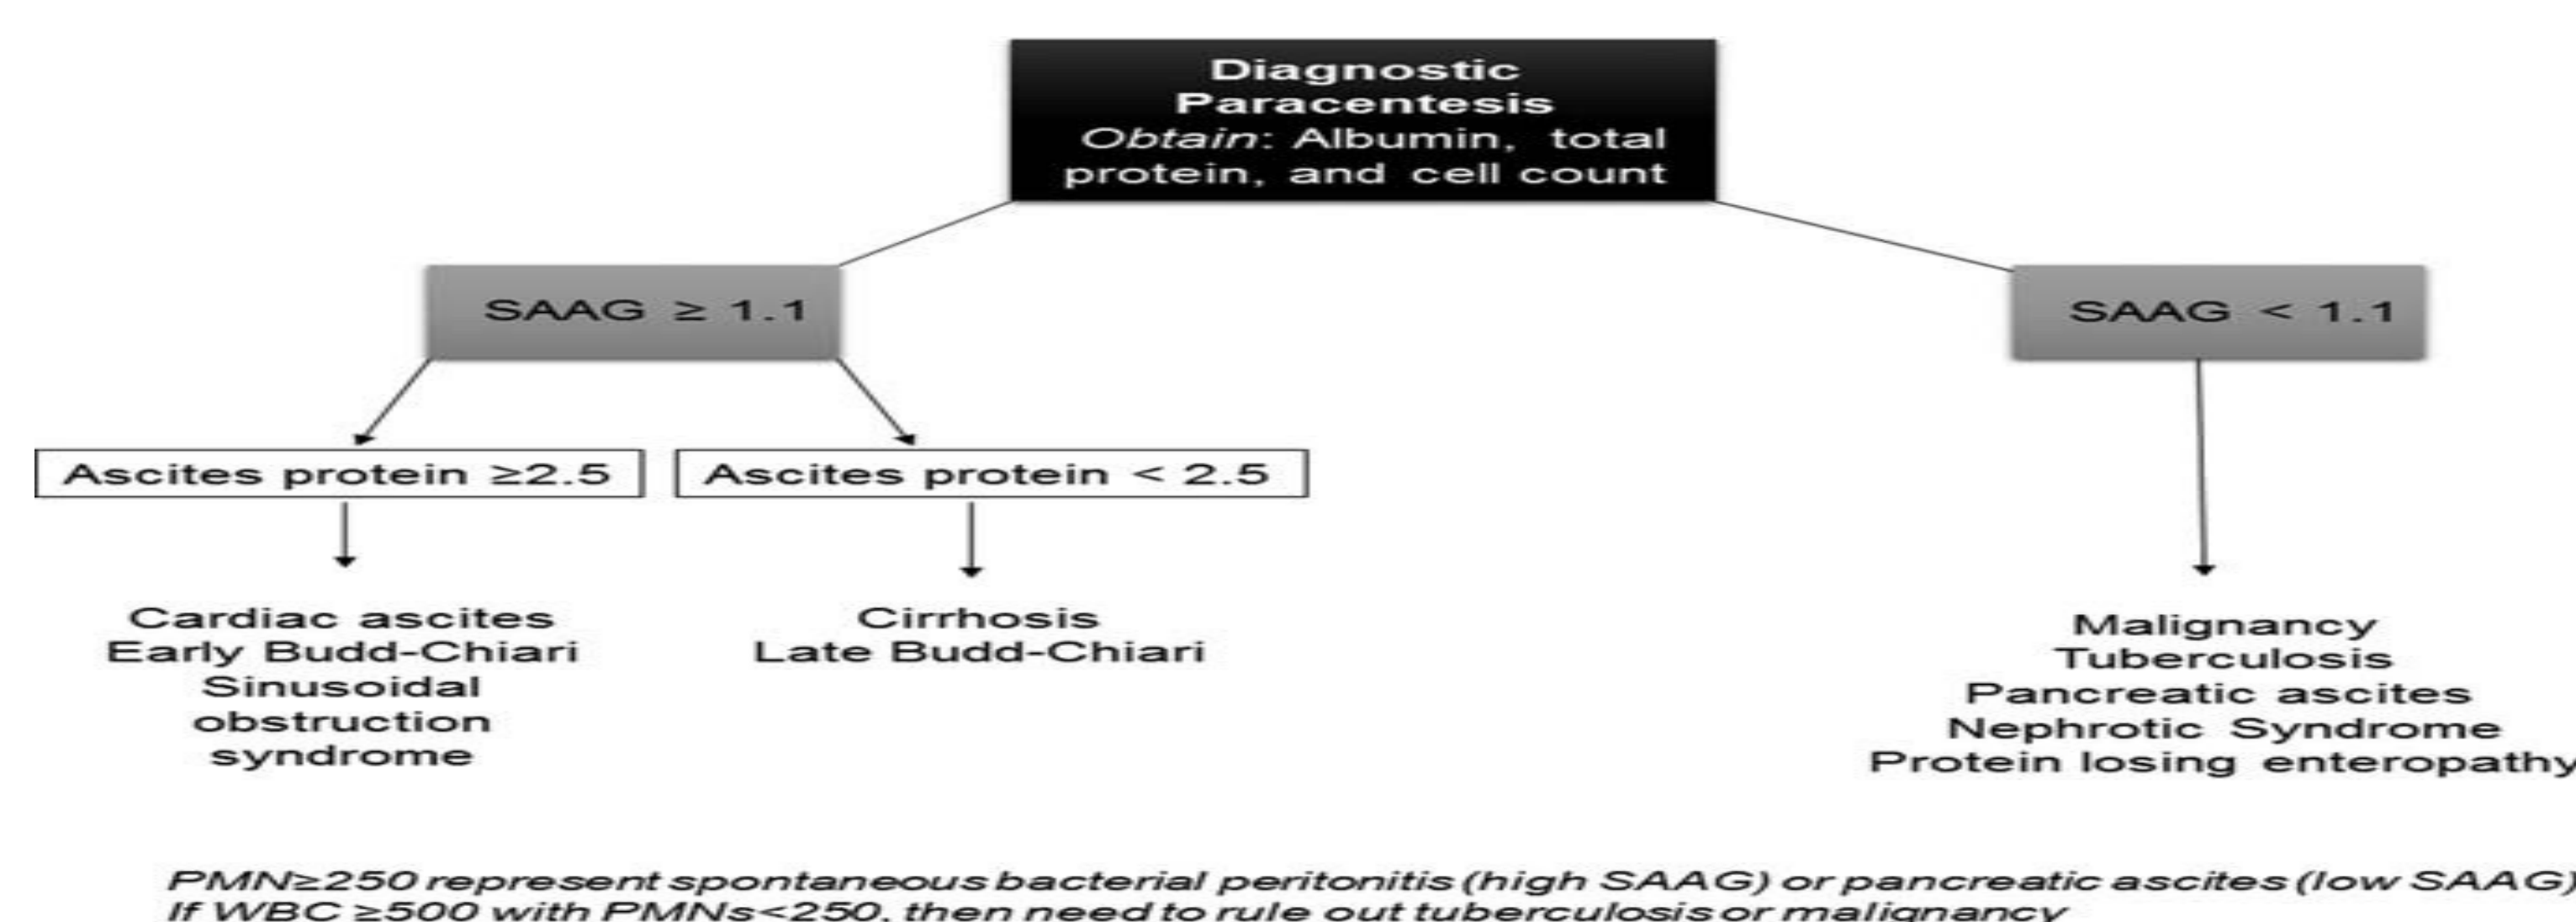 Diagnostic
Paracentesis
Obtain: Albumin, total
protein, and cell count
SAAG ≥ 1.1
SAAG < 1.1
Ascites protein ≥2.5
Ascites protein < 2.5
Cardiac ascites
Early Budd-Chiari
Sinusoidal
obstruction
syndrome
Cirrhosis
Late Budd-Chiari
Malignancy
Tuberculosis
Pancreatic ascites
Nephrotic Syndrome
Protein losing enteropathy
PMN≥250 represent spontaneous bacterial peritonitis (high SAAG) or pancreatic ascites (low SAAG)
If WBC ≥500 with PMNs<250, then need to rule out tuberculosis or malignancy